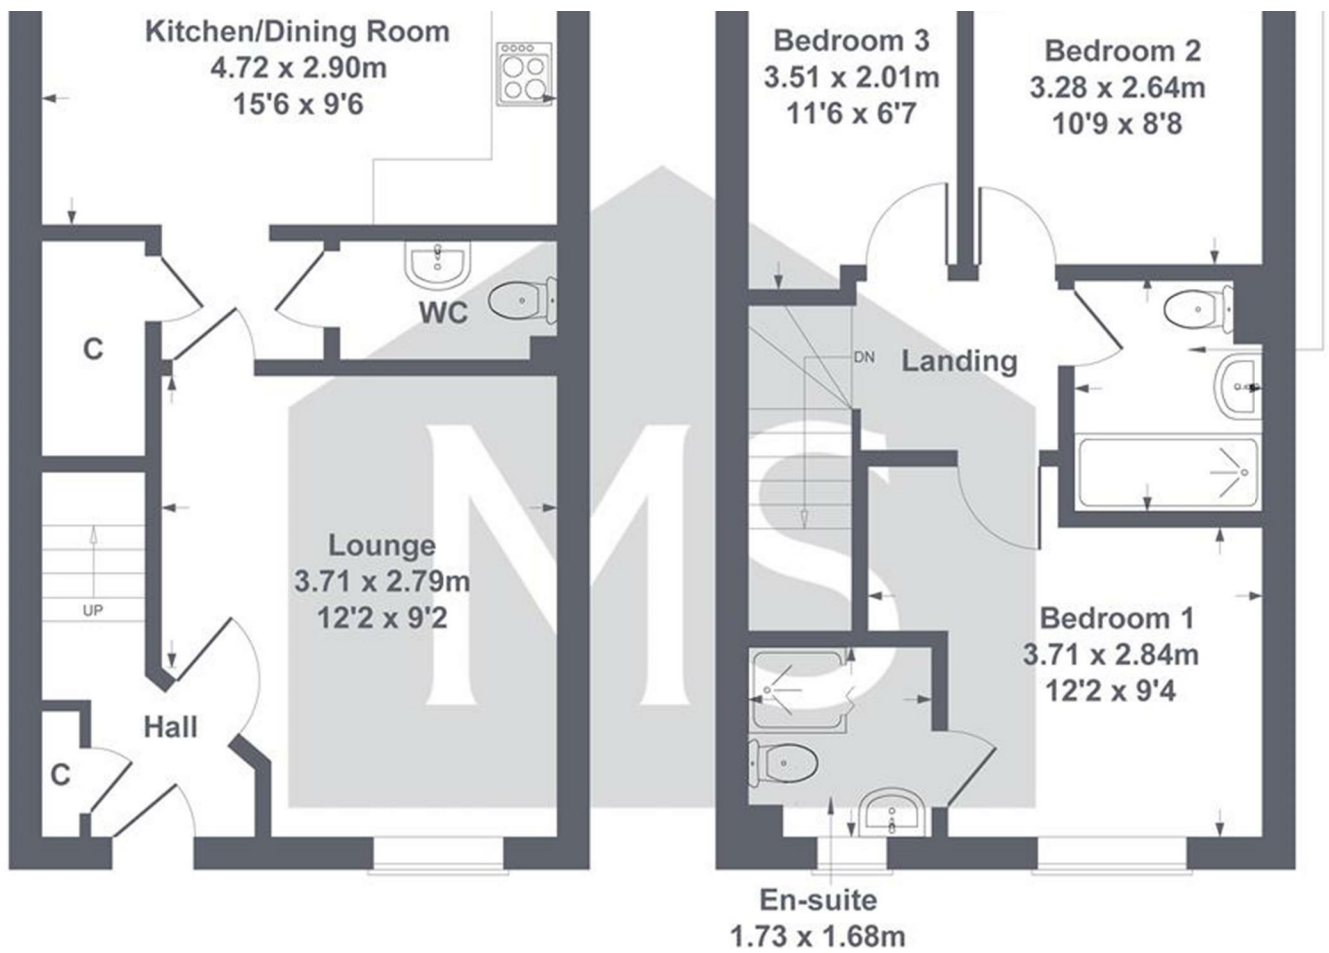 Kitchen/Dining Room
4.72 x 2.90m
15'6 x 9'6
WC
C
Lounge
3.71 x 2.79m
12'2 x 9'2
UP
Hall
C
Bedroom 3
3.51 x 2.01m
11'6 x 6'7
Bedroom 2
3.28 x 2.64m
10'9 x 8'8
DN
Landing
Bedroom 1
3.71 x 2.84m
12'2 x 9'4
En-suite
1.73 x 1.68m
MS